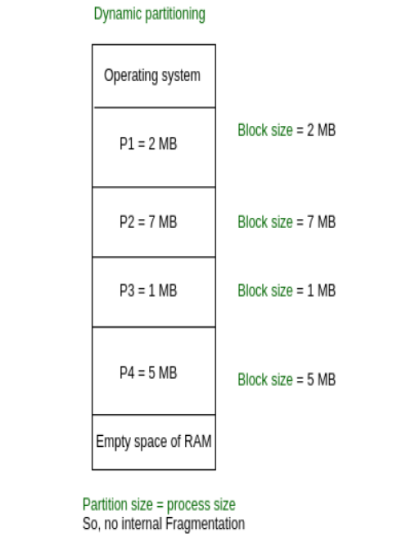 Dynamic partitioning
Operating system
P1 = 2 MB
Block size = 2 MB
P2 = 7 MB
Block size = 7 MB
P3 = 1 MB
Block size = 1 MB
P4 = 5 MB
Block size = 5 MB
Empty space of RAM
Partition size = process size
So, no internal Fragmentation